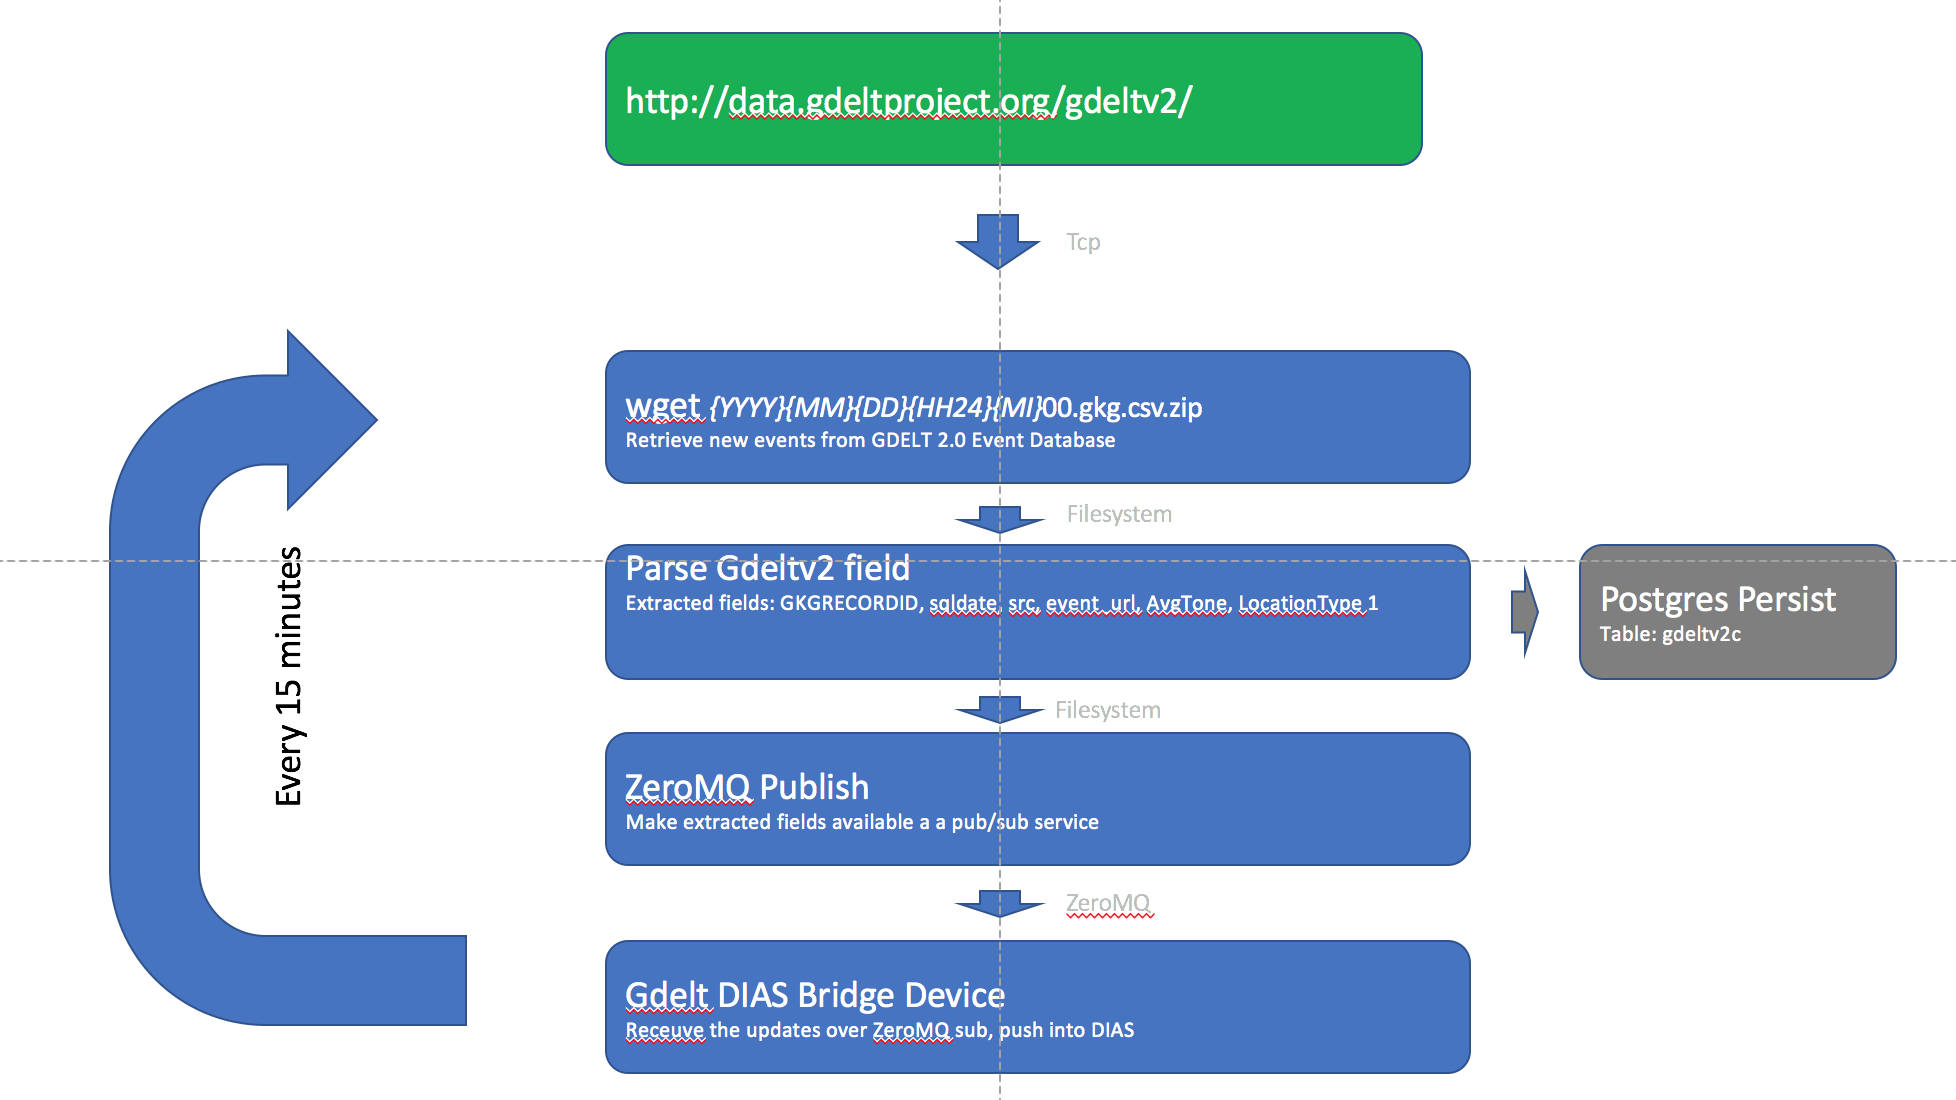 http://data.gdeltproject.org/gdeltv2/
Tcp
wget {YYYY}{MM}{DD}{HH24}{MI}00.gkg.csv.zip
Retrieve new events from GDELT 2.0 Event Database
Filesystem
Parse Gdeltv2 field
Extracted fields: GKGRECORDID, sqldate, src, event_url, AvgTone, LocationType 1
Postgres Persist
Table: gdeltv2c
Every 15 minutes
Filesystem
ZeroMQ Publish
Make extracted fields available a a pub/sub service
ZeroMQ
Gdelt DIAS Bridge Device
Receuve the updates over ZeroMQ sub, push into DIAS